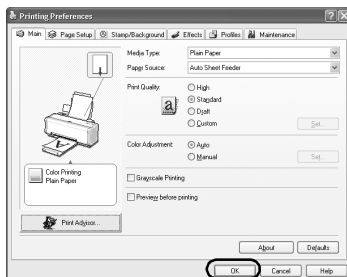 Printing Preferences
Main Page Setup Stamp/Background Effects Profiles Maintenance
Media Type: Plain Paper
Paper Source: Auto Sheet Feeder
Print Quality: High
Standard
Draft
Custom Set...
Color Adjustment: Auto
Manual Set...
Color Printing
Plain Paper
Grayscale Printing
Preview before printing
Print Advisor...
About Defaults
OK Cancel Help